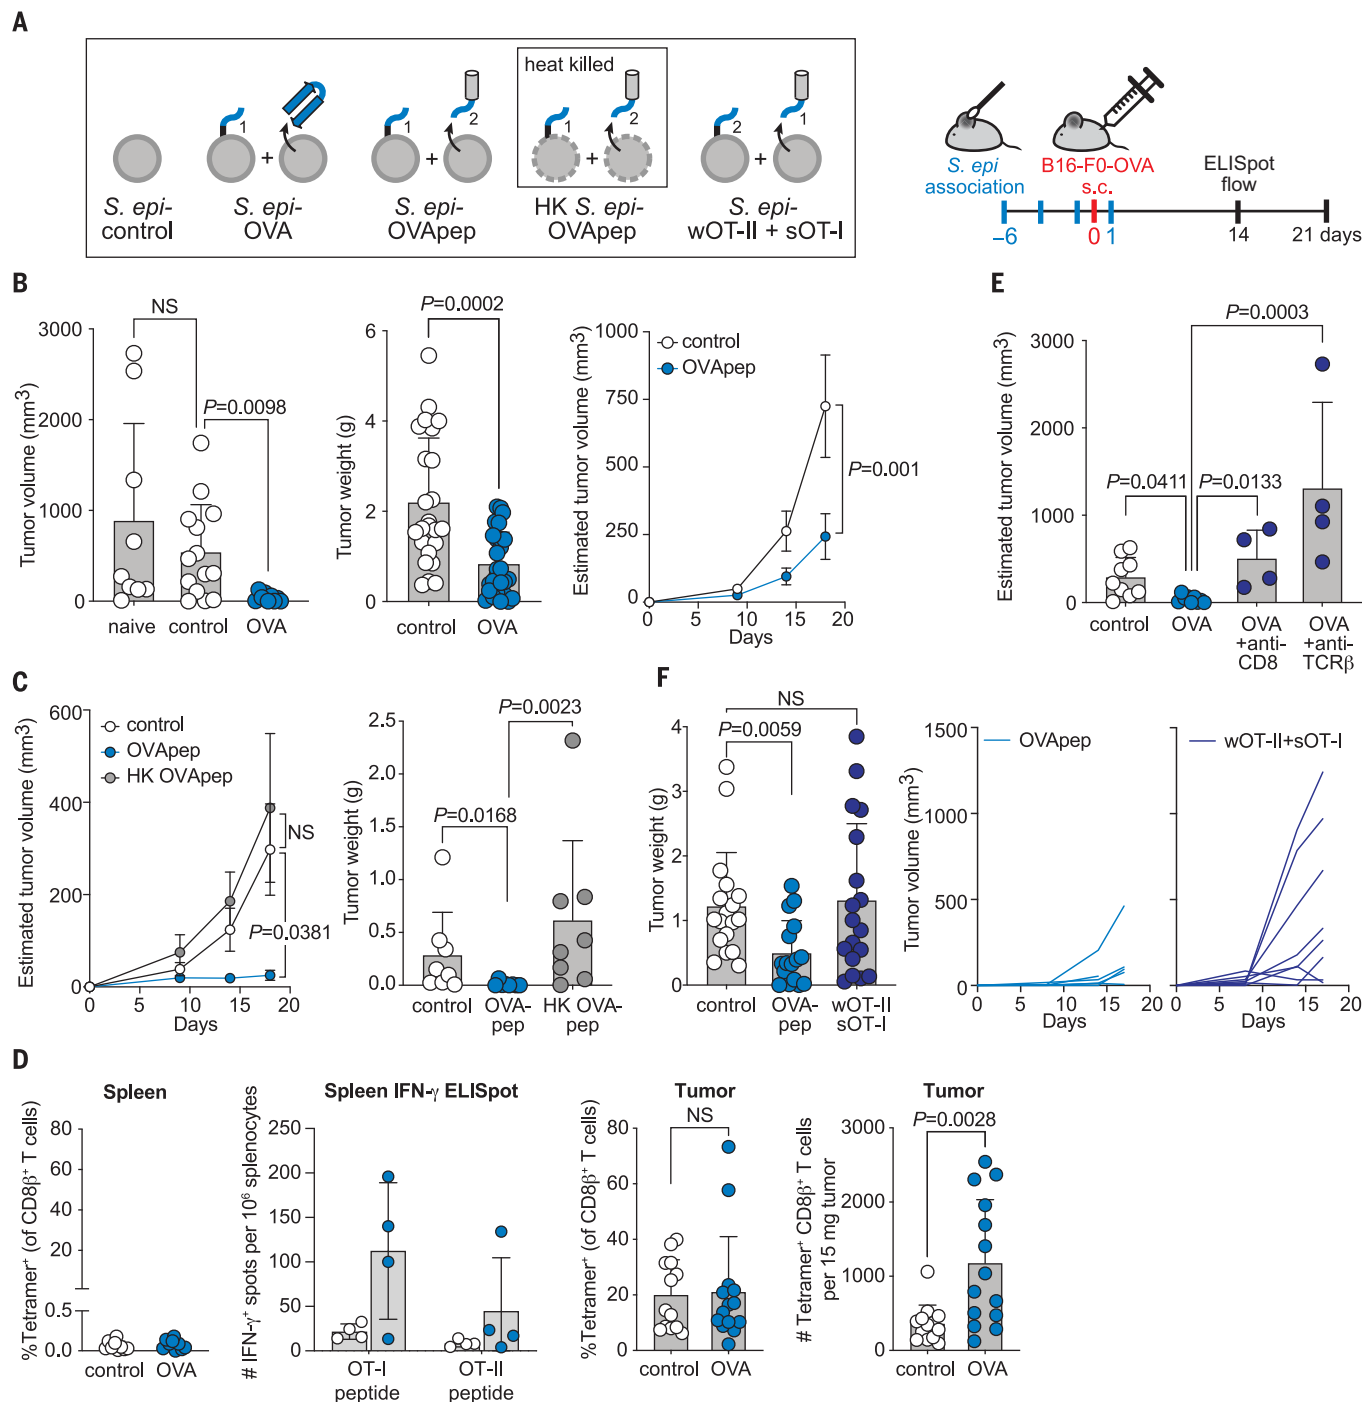 A
heat killed
1
2
1
2
1
2
1
+
+
+
+
S. epi-
control
S. epi-
OVA
S. epi-
OVApep
HK S. epi-
OVApep
S. epi-
wOT-II + sOT-I
S. epi
association
B16-F0-OVA
s.c.
ELISpot
flow
–6
0
1
14
21 days
B
Tumor volume (mm3)
3000
2000
1000
0
NS
P=0.0098
naive
control
OVA
Tumor weight (g)
6
4
2
0
P=0.0002
control
OVA
Estimated tumor volume (mm3)
1000
750
500
250
0
control
OVApep
P=0.001
0
5
10
15
20
Days
E
Estimated tumor volume (mm3)
3000
2000
1000
0
P=0.0003
P=0.0411
P=0.0133
control
OVA
OVA
+anti-
CD8
OVA
+anti-
TCRβ
C
Estimated tumor volume (mm3)
600
400
200
0
control
OVApep
HK OVApep
NS
P=0.0381
0
5
10
15
20
Days
Tumor weight (g)
2.5
2.0
1.5
1.0
0.5
0.0
P=0.0023
P=0.0168
control
OVA-
pep
HK OVA-
pep
F
Tumor weight (g)
4
3
2
1
0
NS
P=0.0059
control
OVA-
pep
wOT-II
sOT-I
Tumor volume (mm3)
1500
1000
500
0
OVApep
0
5
10
15
20
Days
wOT-II+sOT-I
0
5
10
15
20
Days
D
Spleen
%Tetramer+ (of CD8β+ T cells)
80
60
40
20
0.5
0.0
control
OVA
Spleen IFN-γ ELISpot
# IFN-γ+ spots per 106 splenocytes
250
200
150
100
50
0
OT-I
peptide
OT-II
peptide
Tumor
%Tetramer+ (of CD8β+ T cells)
80
60
40
20
0
NS
control
OVA
Tumor
# Tetramer+ CD8β+ T cells
per 15 mg tumor
3000
2000
1000
0
P=0.0028
control
OVA